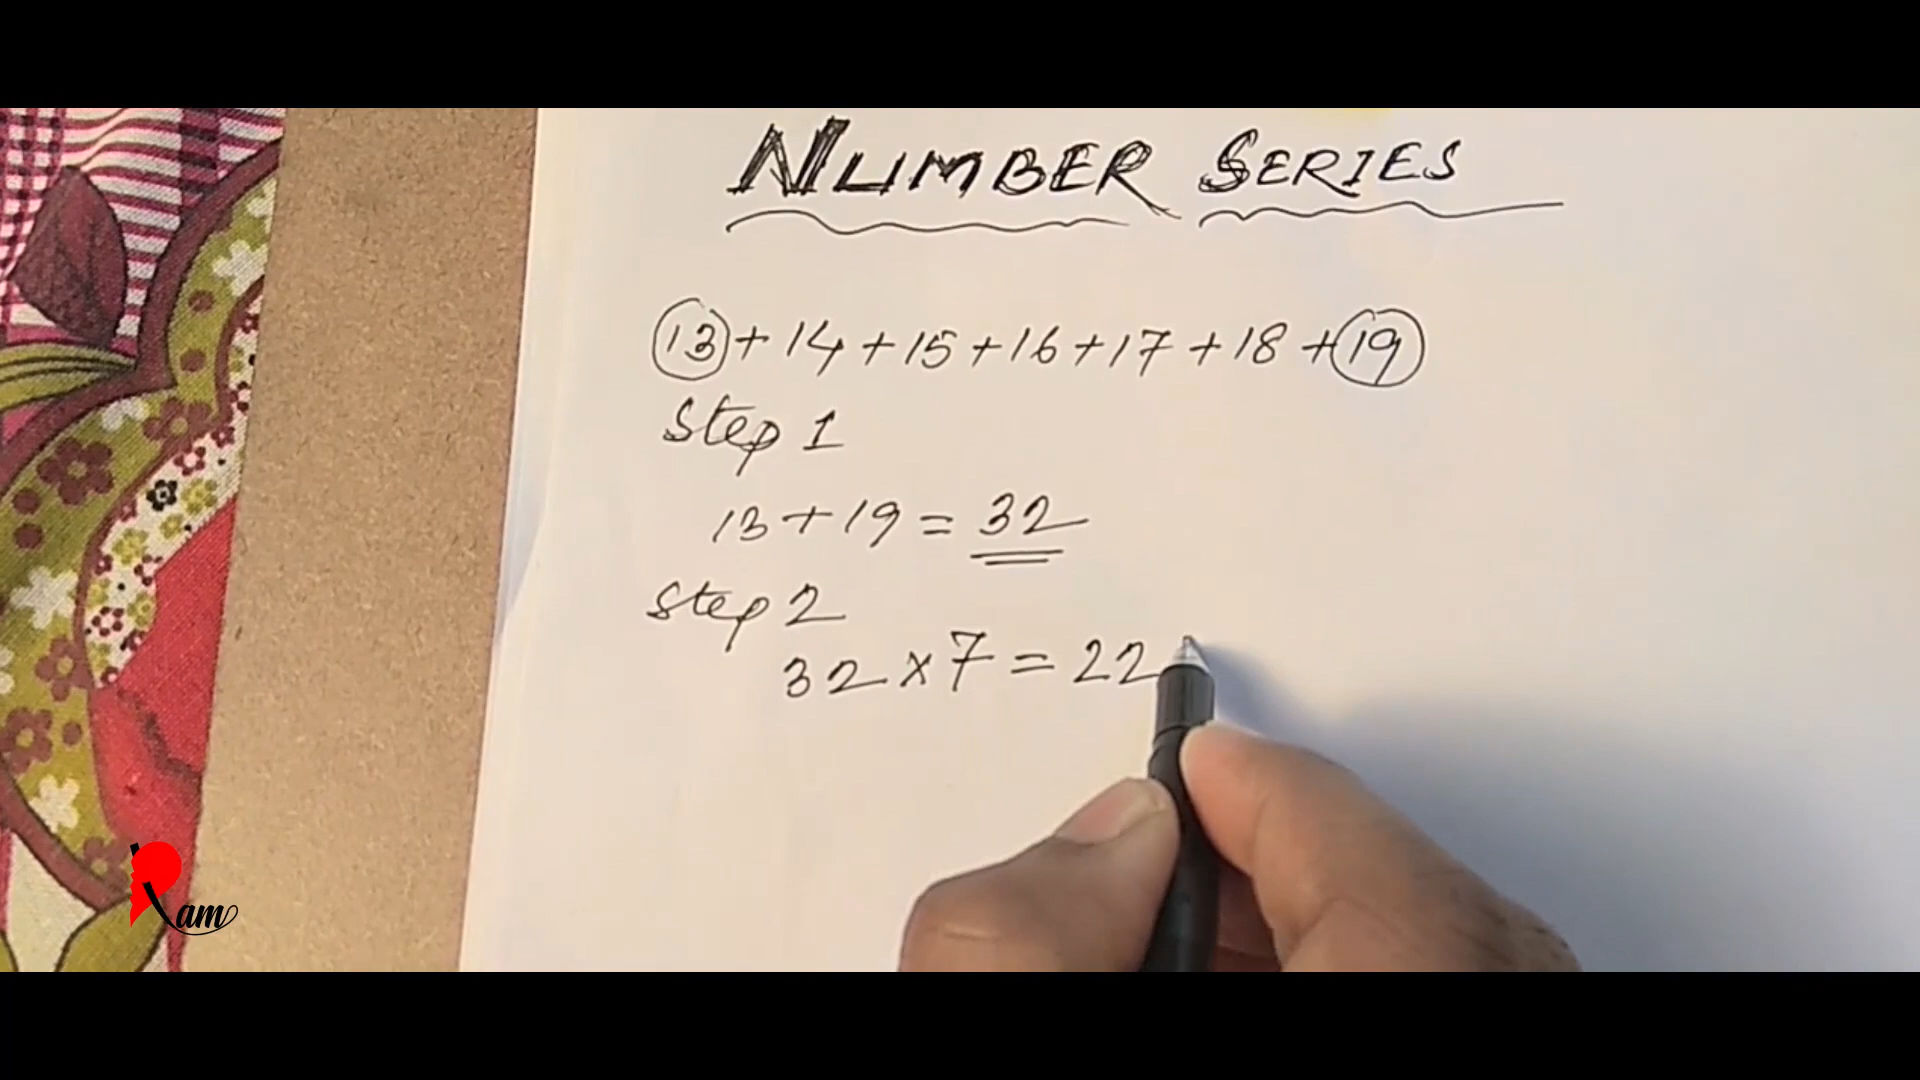 NUMBER SERIES
13 + 14 + 15 + 16 + 17 + 18 + 19
Step 1
13 + 19 = 32
Step 2
32 × 7 = 22
Ram